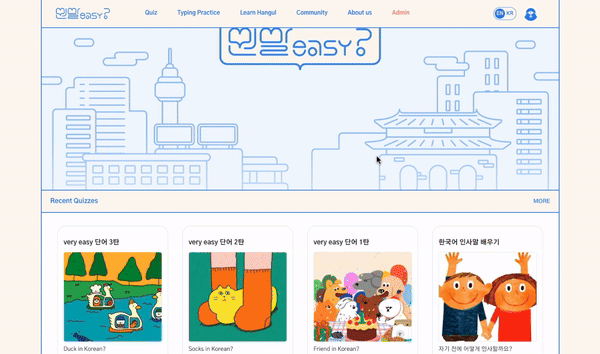 Quiz Typing Practice Learn Hangul Community About us Admin EN KR
easy?
easy?
Recent Quizzes MORE
very easy 단어 3탄
very easy 단어 2탄
very easy 단어 1탄
한국어 인사말 배우기
Duck in Korean?
Socks in Korean?
Friend in Korean?
자기 전에 어떻게 인사할까요?